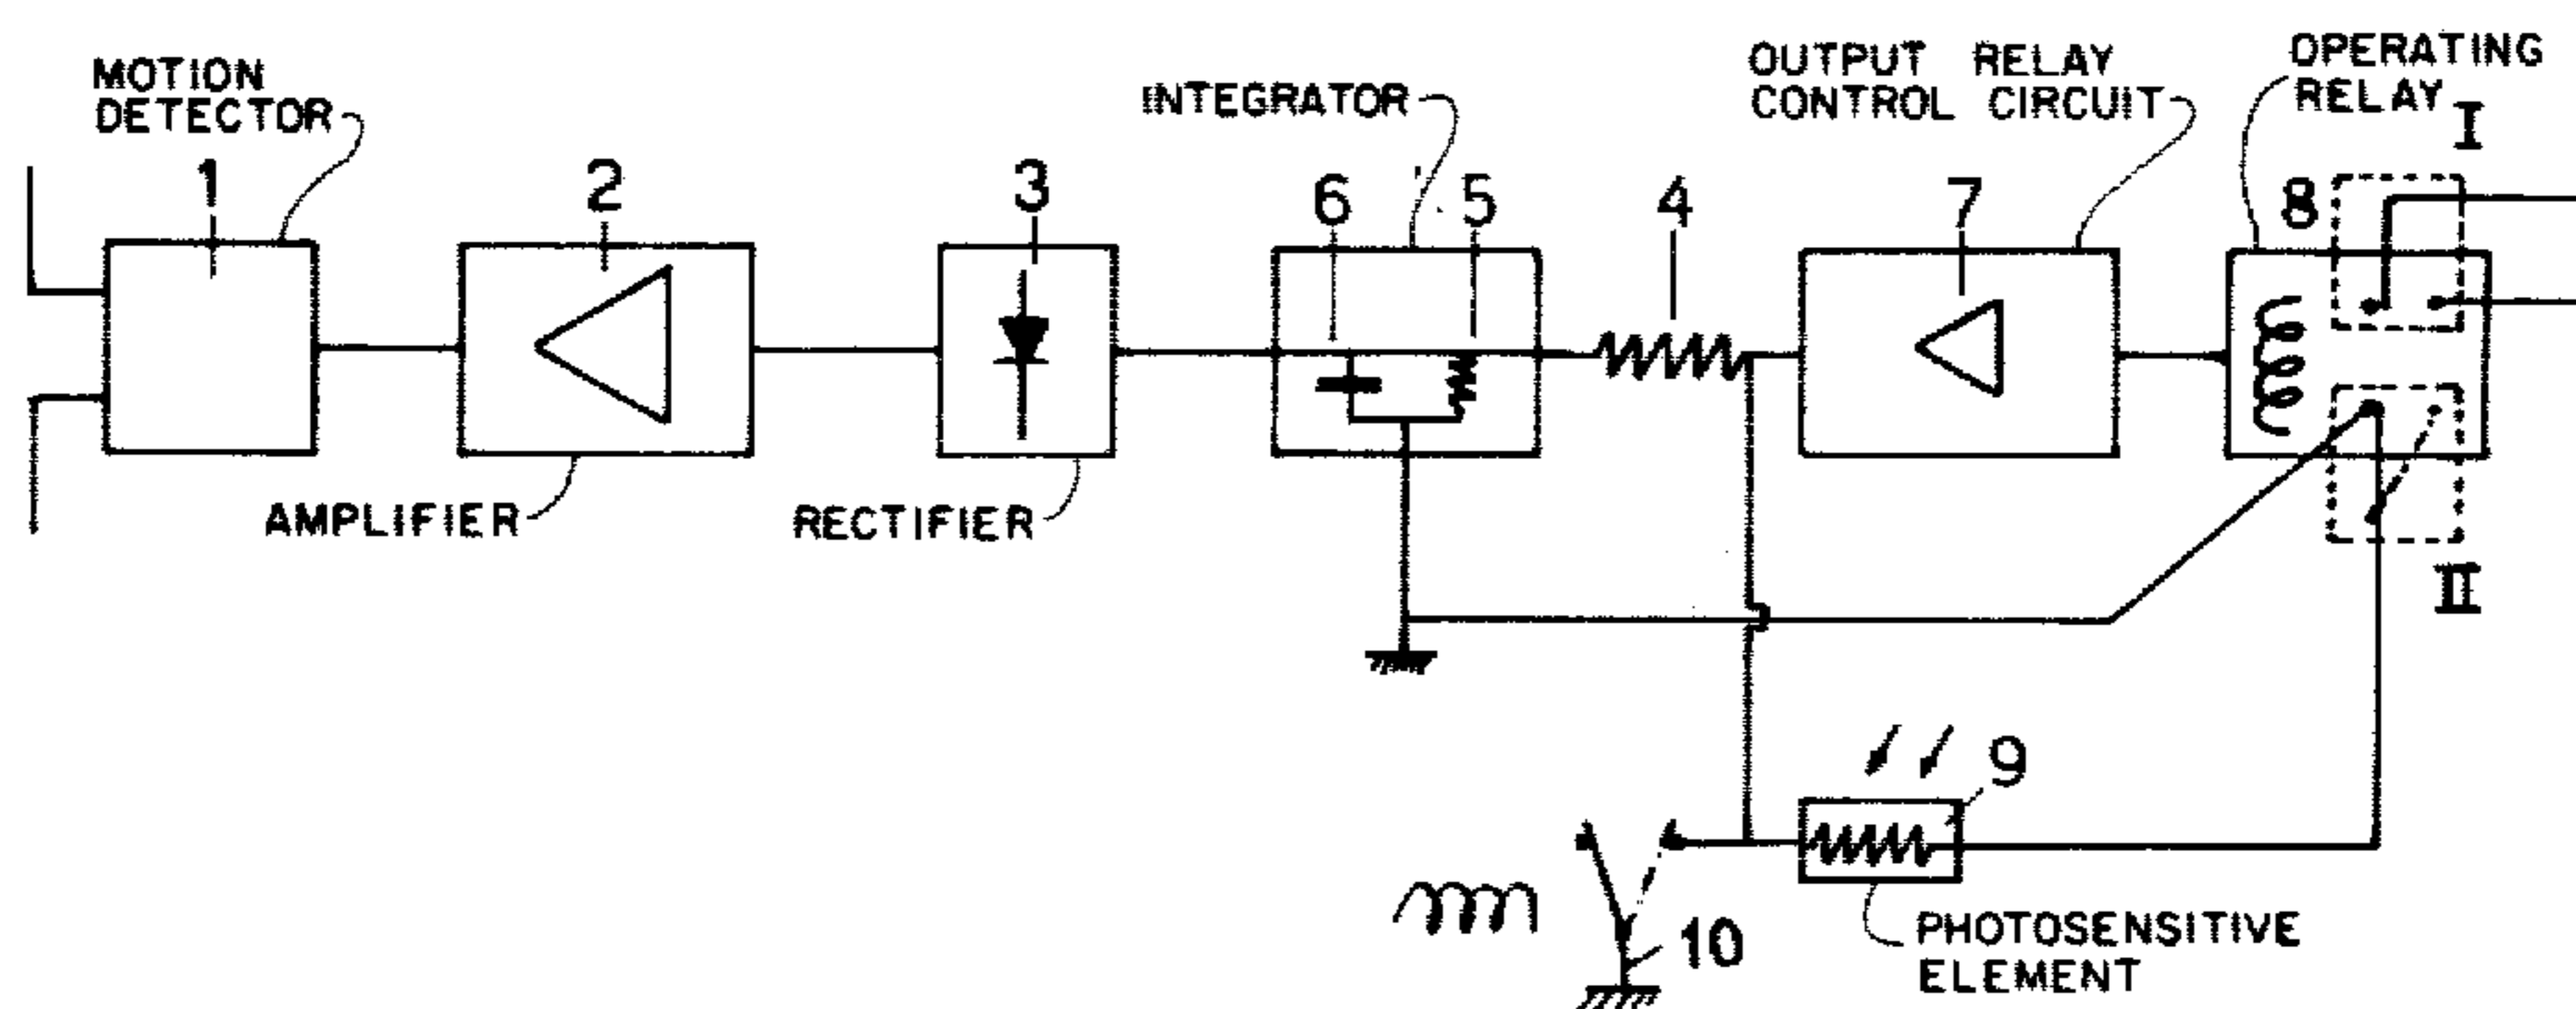 MOTION
DETECTOR
INTEGRATOR
OUTPUT RELAY
CONTROL CIRCUIT
OPERATING
RELAY
I
1
2
3
6
5
4
7
8
AMPLIFIER
RECTIFIER
II
9
10
PHOTOSENSITIVE
ELEMENT